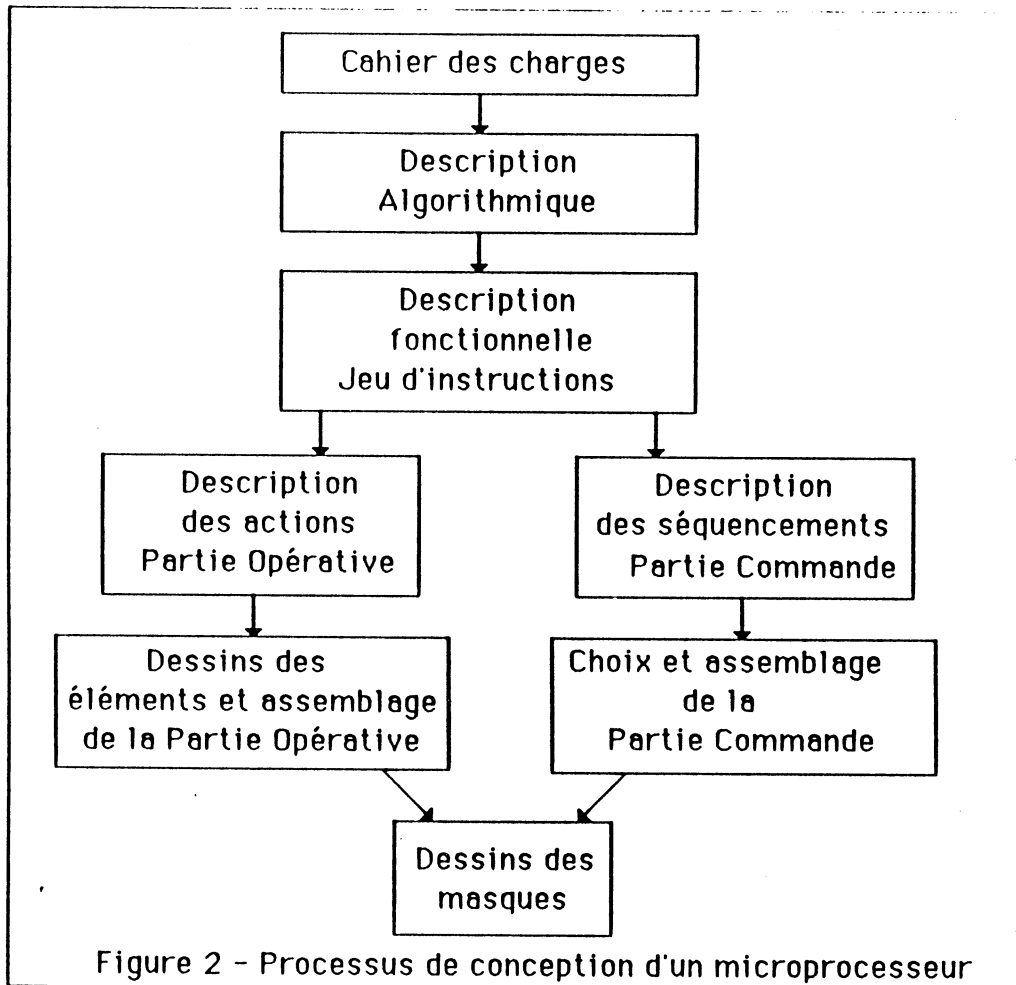 Cahier des charges
Description
Algorithmique
Description
fonctionnelle
Jeu d'instructions
Description
des actions
Partie Opérative
Description
des séquencements
Partie Commande
Dessins des
éléments et assemblage
de la Partie Opérative
Choix et assemblage
de la
Partie Commande
Dessins des
masques
Figure 2 - Processus de conception d'un microprocesseur